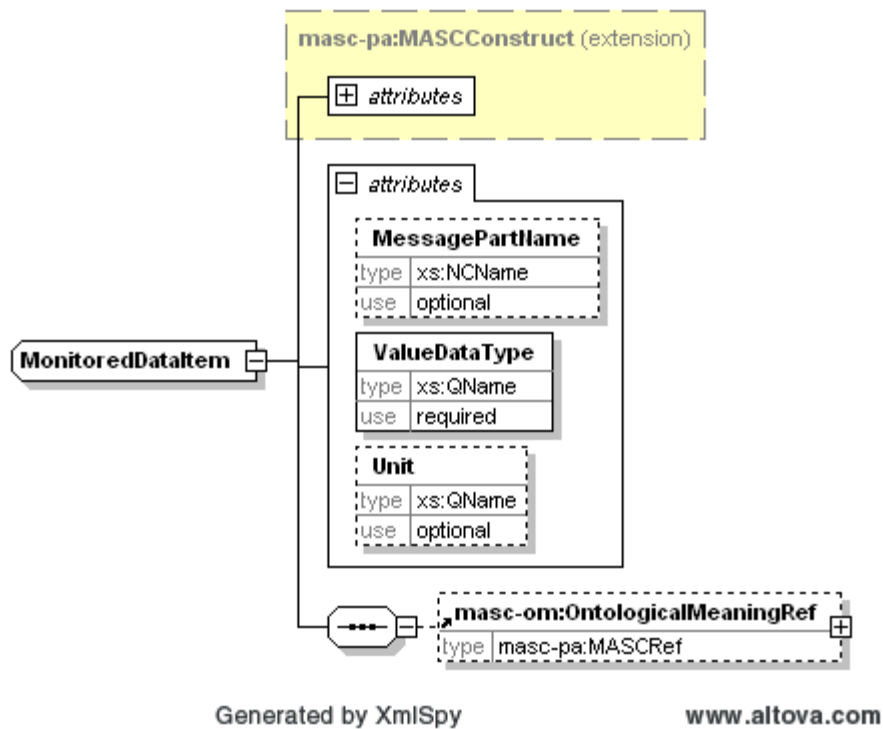 masc-pa:MASCConstruct (extension)
attributes
attributes
MessagePartName
type xs:NCName
use optional
MonitoredDataItem
ValueDataType
type xs:QName
use required
Unit
type xs:QName
use optional
masc-om:OntologicalMeaningRef
type masc-pa:MASCRef
Generated by XmlSpy www.altova.com